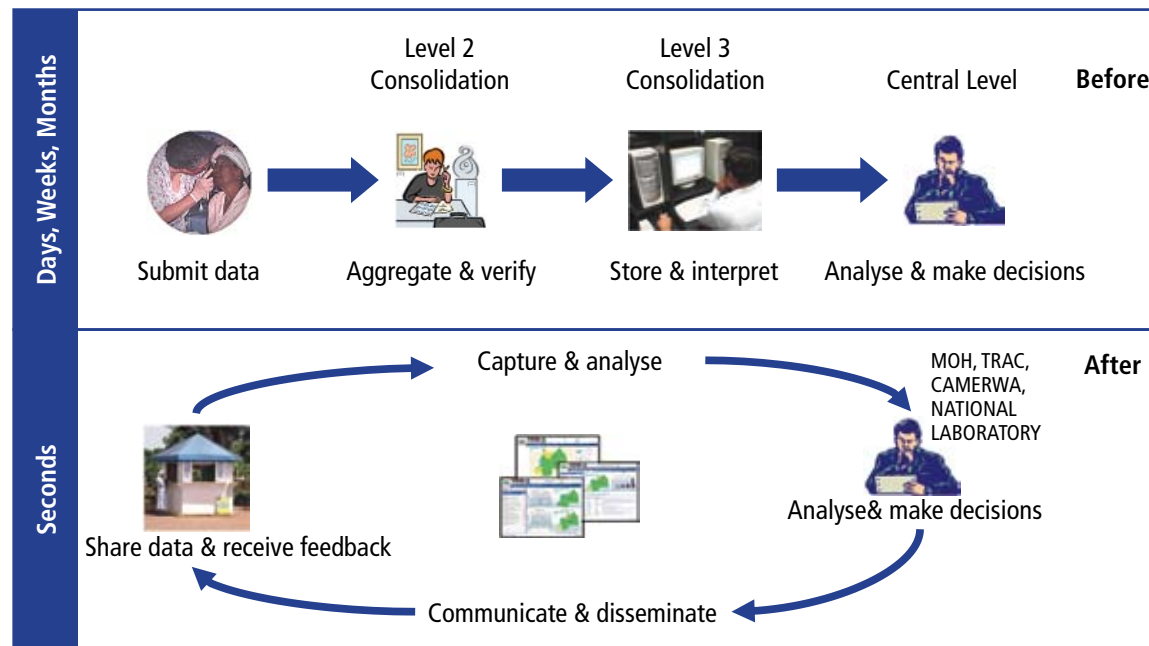 Days, Weeks, Months
Level 2
Consolidation
Level 3
Consolidation
Central Level
Before
Submit data
Aggregate & verify
Store & interpret
Analyse & make decisions
Seconds
Capture & analyse
MOH, TRAC,
CAMERWA,
NATIONAL
LABORATORY
After
Share data & receive feedback
Analyse& make decisions
Communicate & disseminate